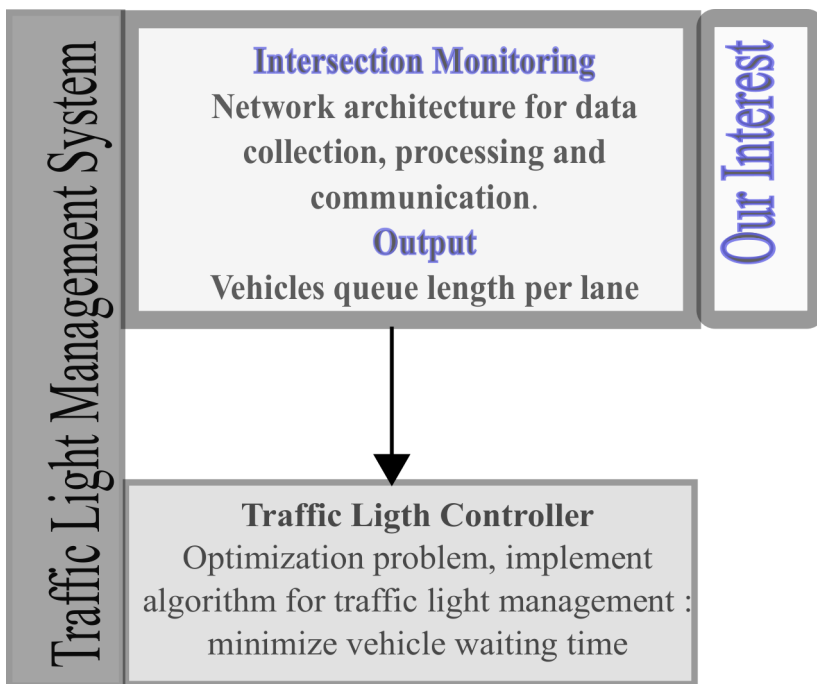 Traffic Light Management System
Intersection Monitoring
Network architecture for data
collection, processing and
communication.
Output
Vehicles queue length per lane
Our Interest
Traffic Ligth Controller
Optimization problem, implement
algorithm for traffic light management :
minimize vehicle waiting time